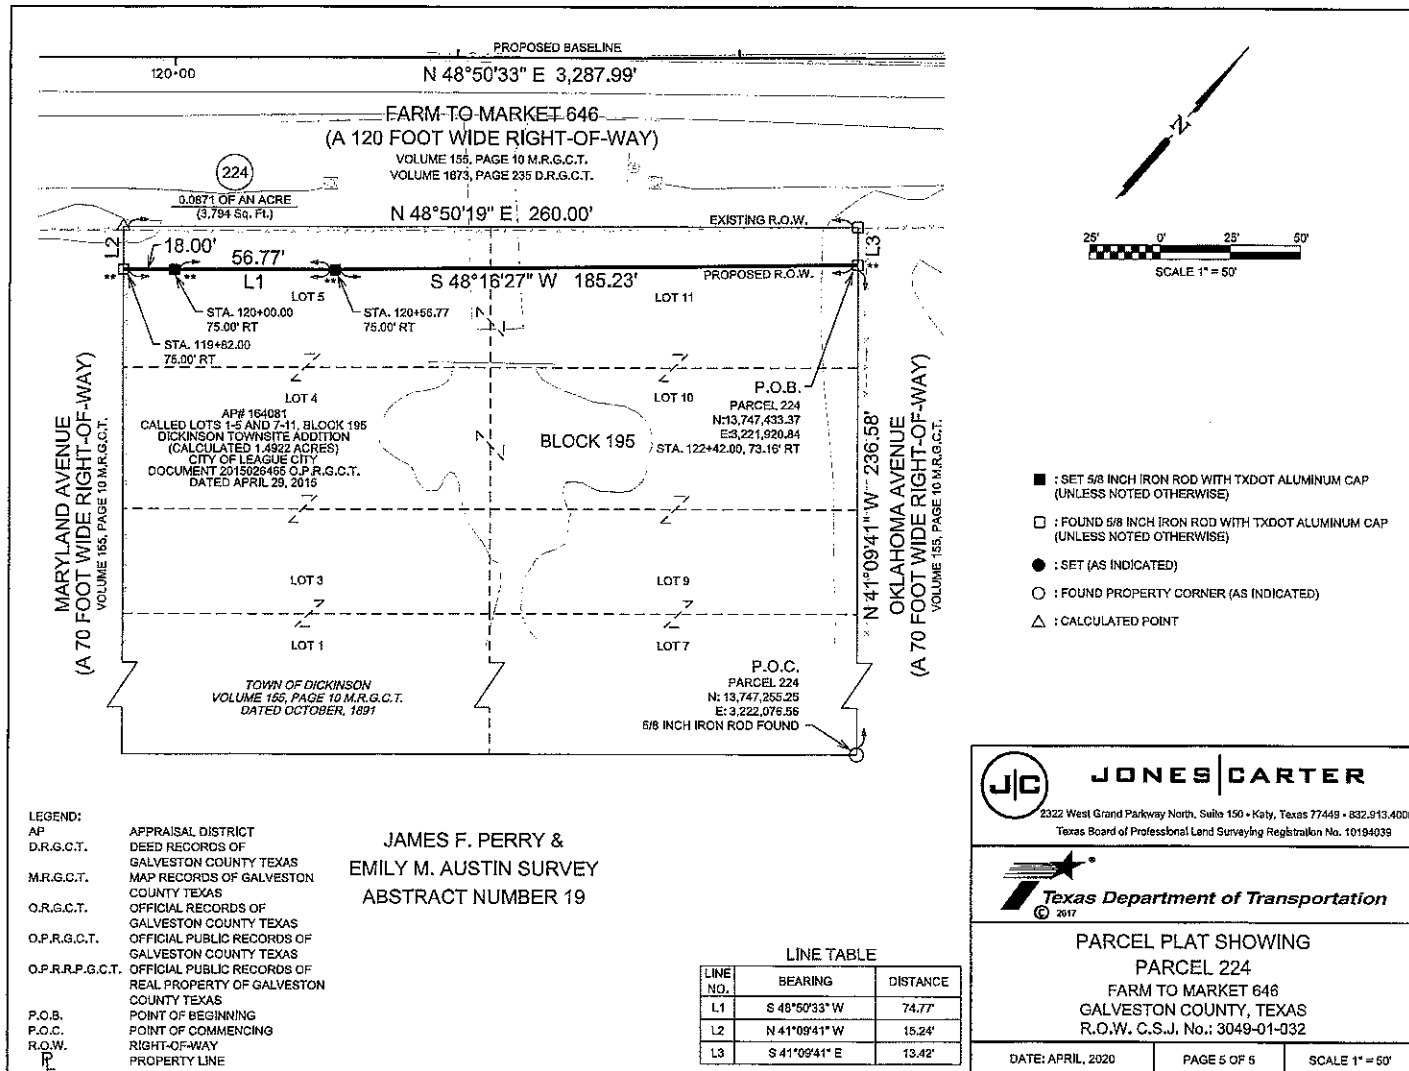 PROPOSED BASELINE
120+00
N 48°50'33" E 3,287.99'
FARM TO MARKET 646
(A 120 FOOT WIDE RIGHT-OF-WAY)
VOLUME 155, PAGE 10 M.R.G.C.T.
VOLUME 1673, PAGE 235 D.R.G.C.T.
224
0.0871 OF AN ACRE
(3,794 Sq. Ft.)
N 48°50'19" E 260.00'
EXISTING R.O.W.
L2
L3
18.00'
56.77'
L1
S 48°16'27" W 185.23'
PROPOSED R.O.W.
**
**
**
**
LOT 5
LOT 11
STA. 120+00.00
75.00' RT
STA. 120+56.77
75.00' RT
STA. 119+82.00
75.00' RT
P.O.B.
PARCEL 224
N:13,747,433.37
E:3,221,920.84
STA. 122+42.00, 73.16' RT
LOT 4
LOT 10
AP# 164081
CALLED LOTS 1-5 AND 7-11, BLOCK 195
DICKINSON TOWNSITE ADDITION
(CALCULATED 1.4922 ACRES)
CITY OF LEAGUE CITY
DOCUMENT 2015026465 O.P.R.G.C.T.
DATED APRIL 29, 2015
BLOCK 195
MARYLAND AVENUE
(A 70 FOOT WIDE RIGHT-OF-WAY)
VOLUME 155, PAGE 10 M.R.G.C.T.
N 41°09'41" W 236.58'
OKLAHOMA AVENUE
(A 70 FOOT WIDE RIGHT-OF-WAY)
VOLUME 155, PAGE 10 M.R.G.C.T.
LOT 3
LOT 9
LOT 1
LOT 7
TOWN OF DICKINSON
VOLUME 155, PAGE 10 M.R.G.C.T.
DATED OCTOBER, 1891
P.O.C.
PARCEL 224
N: 13,747,255.25
E: 3,222,076.56
5/8 INCH IRON ROD FOUND
N
25' 0' 25' 50'
SCALE 1" = 50'
: SET 5/8 INCH IRON ROD WITH TXDOT ALUMINUM CAP
(UNLESS NOTED OTHERWISE)
: FOUND 5/8 INCH IRON ROD WITH TXDOT ALUMINUM CAP
(UNLESS NOTED OTHERWISE)
: SET (AS INDICATED)
: FOUND PROPERTY CORNER (AS INDICATED)
: CALCULATED POINT
LEGEND:
AP APPRAISAL DISTRICT
D.R.G.C.T. DEED RECORDS OF
GALVESTON COUNTY TEXAS
M.R.G.C.T. MAP RECORDS OF GALVESTON
COUNTY TEXAS
O.R.G.C.T. OFFICIAL RECORDS OF
GALVESTON COUNTY TEXAS
O.P.R.G.C.T. OFFICIAL PUBLIC RECORDS OF
GALVESTON COUNTY TEXAS
O.P.R.R.P.G.C.T. OFFICIAL PUBLIC RECORDS OF
REAL PROPERTY OF GALVESTON
COUNTY TEXAS
P.O.B. POINT OF BEGINNING
P.O.C. POINT OF COMMENCING
R.O.W. RIGHT-OF-WAY
PL PROPERTY LINE
JAMES F. PERRY &
EMILY M. AUSTIN SURVEY
ABSTRACT NUMBER 19
LINE TABLE
LINE NO. BEARING DISTANCE
L1 S 48°50'33" W 74.77'
L2 N 41°09'41" W 15.24'
L3 S 41°09'41" E 13.42'
J|C JONES|CARTER
2322 West Grand Parkway North, Suite 150 • Katy, Texas 77449 • 832.913.400
Texas Board of Professional Land Surveying Registration No. 10194039
Texas Department of Transportation
© 2017
PARCEL PLAT SHOWING
PARCEL 224
FARM TO MARKET 646
GALVESTON COUNTY, TEXAS
R.O.W. C.S.J. No.: 3049-01-032
DATE: APRIL, 2020 PAGE 5 OF 5 SCALE 1" = 50'